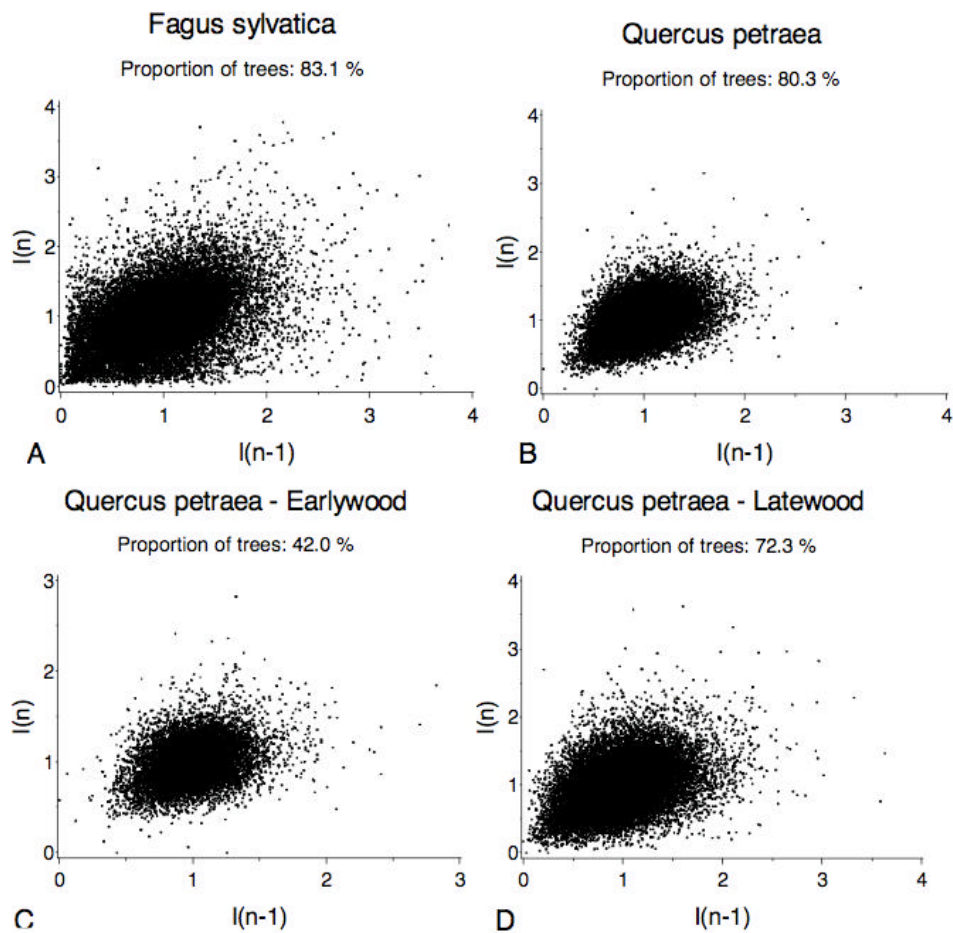 Fagus sylvatica
Proportion of trees: 83.1 %
4
3
2
1
0
I(n)
0 1 2 3 4
I(n-1)
A
Quercus petraea
Proportion of trees: 80.3 %
4
3
2
1
0
I(n)
0 1 2 3 4
I(n-1)
B
Quercus petraea - Earlywood
Proportion of trees: 42.0 %
3
2
1
0
I(n)
0 1 2 3
I(n-1)
C
Quercus petraea - Latewood
Proportion of trees: 72.3 %
4
3
2
1
0
I(n)
0 1 2 3 4
I(n-1)
D